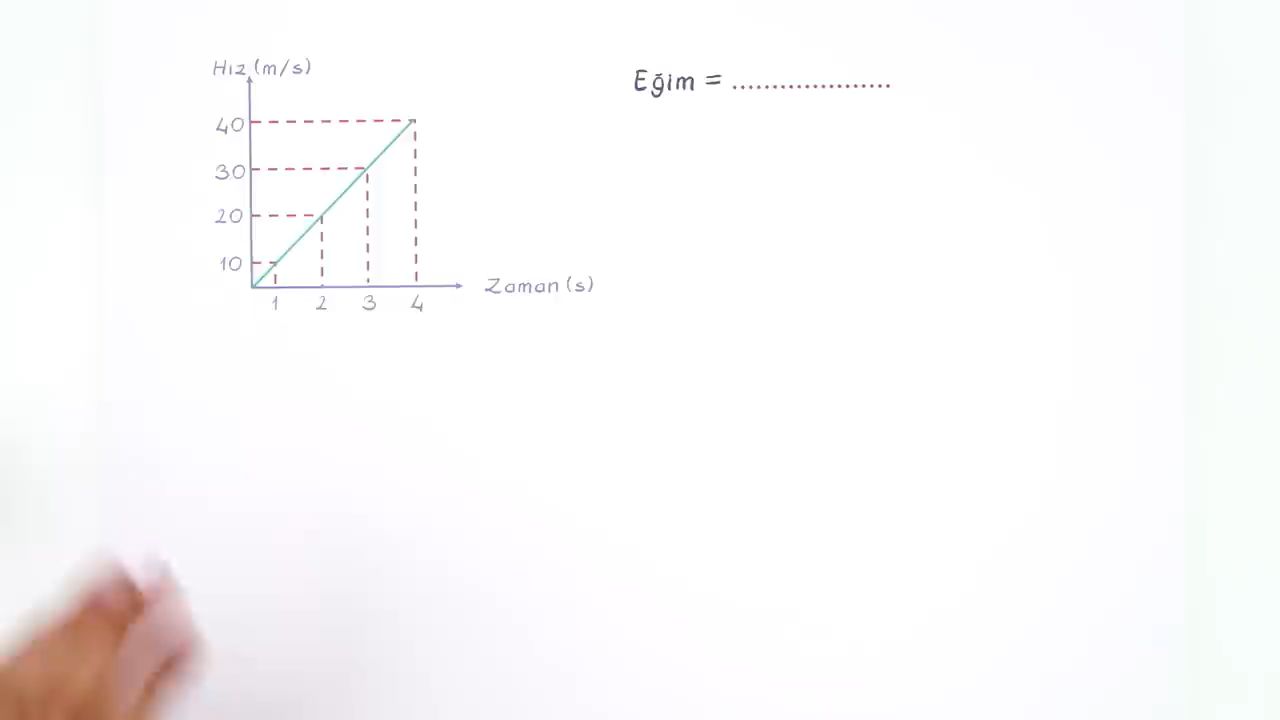 Hız (m/s)
Eğim = ....................
40
30
20
10
Zaman (s)
1 2 3 4